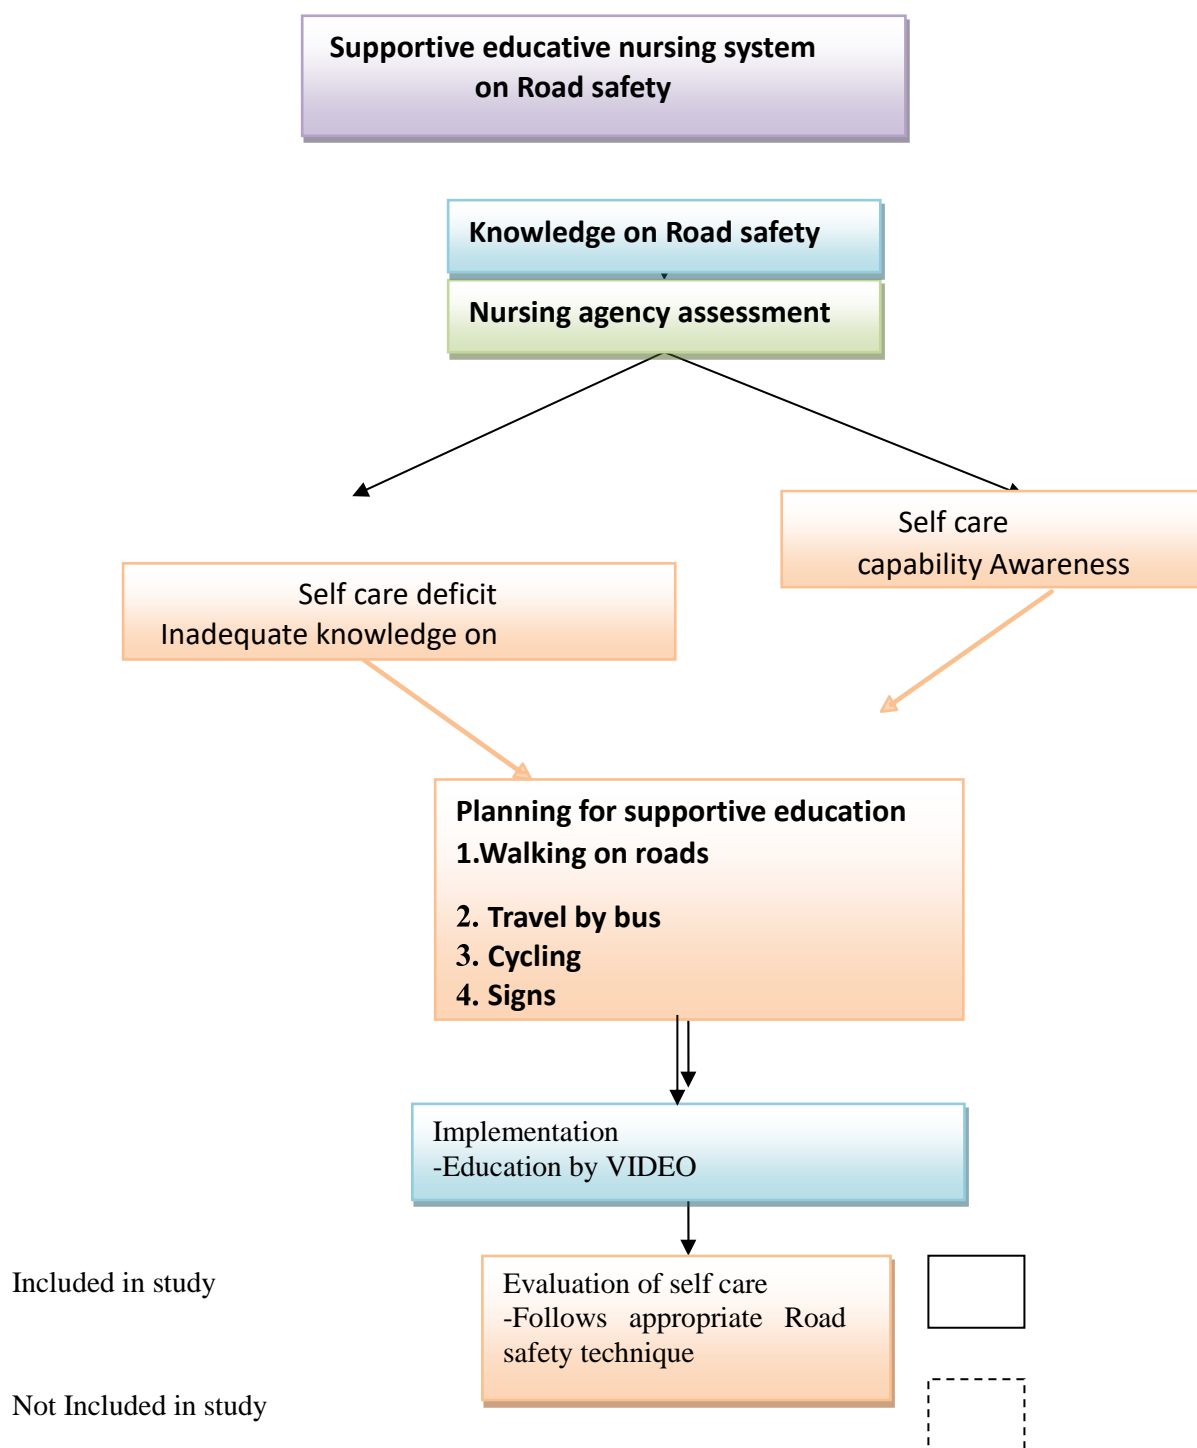 Supportive educative nursing system
on Road safety
Knowledge on Road safety
Nursing agency assessment
Self care
capability Awareness
Self care deficit
Inadequate knowledge on
Planning for supportive education
1.Walking on roads
2. Travel by bus
3. Cycling
4. Signs
Implementation
-Education by VIDEO
Evaluation of self care
-Follows appropriate Road
safety technique
Included in study
Not Included in study